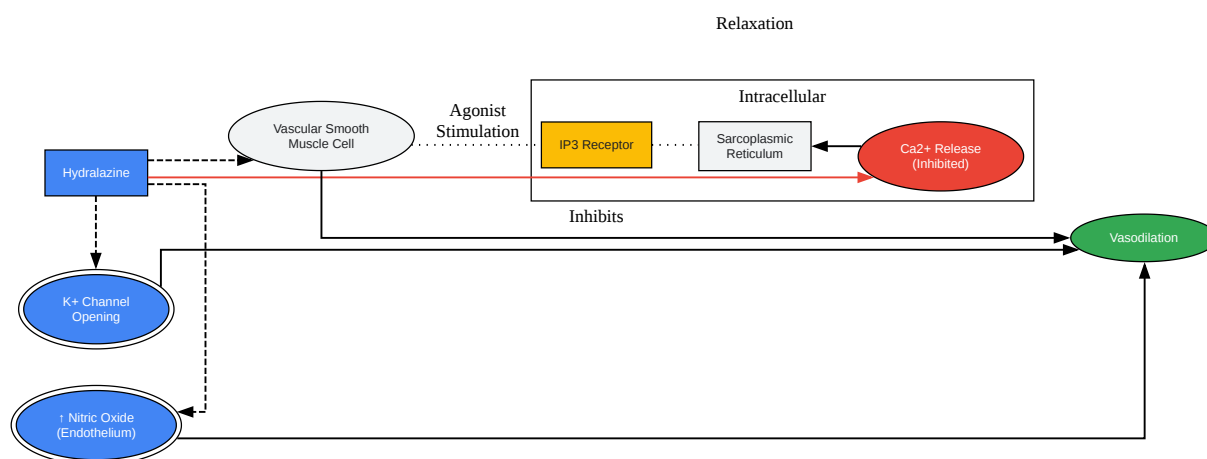 Relaxation
Intracellular
Agonist
Stimulation
Vascular Smooth
Muscle Cell
IP3 Receptor
Sarcoplasmic
Reticulum
Ca2+ Release
(Inhibited)
Hydralazine
Inhibits
Vasodilation
K+ Channel
Opening
↑ Nitric Oxide
(Endothelium)